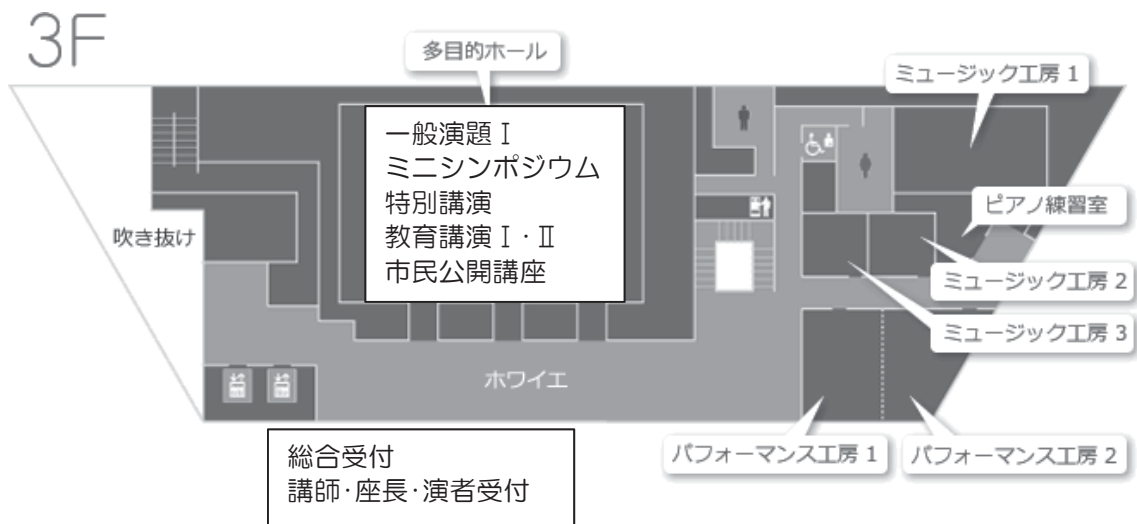 3F
多目的ホール
ミュージック工房 1
一般演題 Ⅰ
ミニシンポジウム
特別講演
教育講演 Ⅰ・Ⅱ
市民公開講座
吹き抜け
ピアノ練習室
ミュージック工房 2
ミュージック工房 3
ホワイエ
パフォーマンス工房 1
パフォーマンス工房 2
総合受付
講師・座長・演者受付